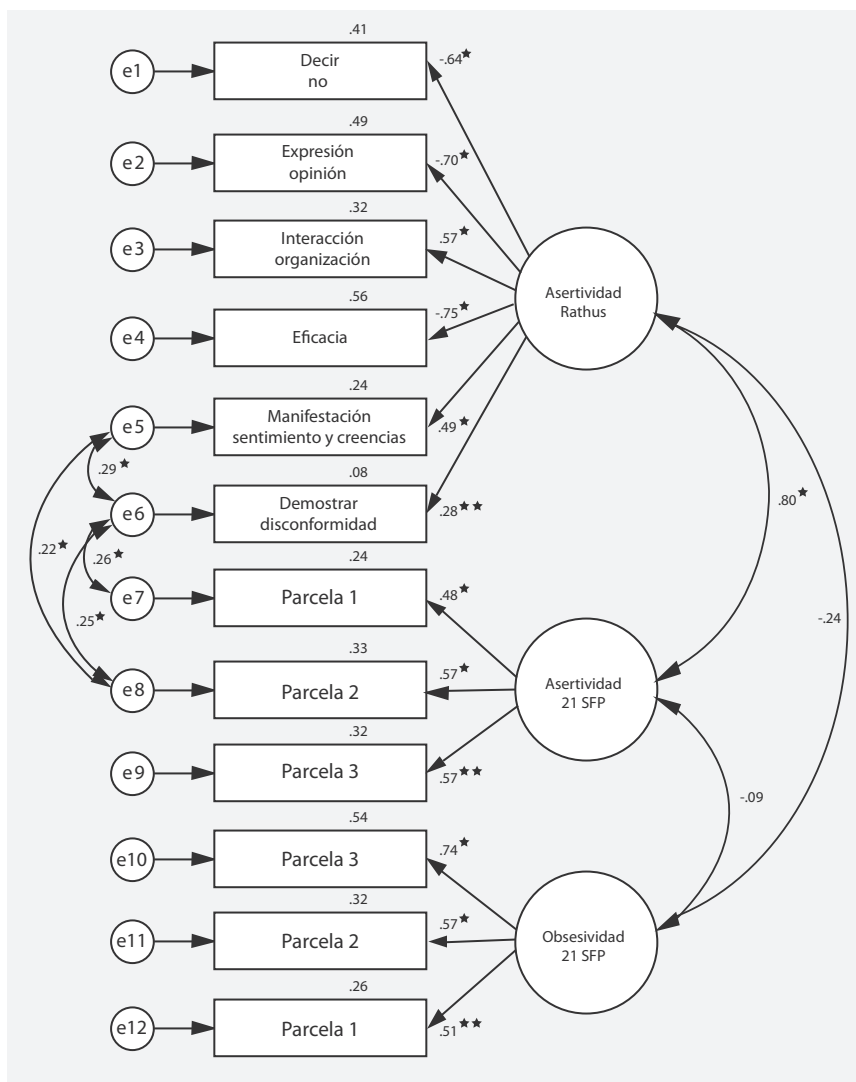 .41
e1
Decir
no
-.64★
.49
e2
Expresión
opinión
-.70★
.32
e3
Interacción
organización
.57★
Asertividad
Rathus
.56
e4
Eficacia
-.75★
.24
e5
Manifestación
sentimiento y creencias
.49★
.29★
.08
e6
Demostrar
disconformidad
.28★★
.80★
.22★
.26★
.24
e7
Parcela 1
.48★
.25★
-.24
.33
e8
Parcela 2
.57★
Asertividad
21 SFP
.32
e9
Parcela 3
.57★★
-.09
.54
e10
Parcela 3
.74★
.32
e11
Parcela 2
.57★
Obsesividad
21 SFP
.26
e12
Parcela 1
.51★★